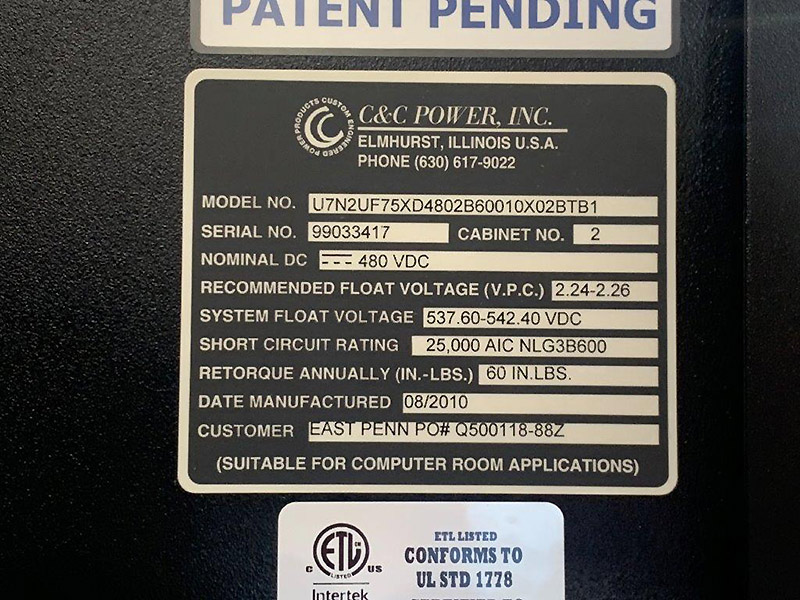 PATENT PENDING
POWER PRODUCTS CUSTOM ENGINEERED
C&C POWER, INC.
ELMHURST, ILLINOIS U.S.A.
PHONE (630) 617-9022
MODEL NO. U7N2UF75XD4802B60010X02BTB1
SERIAL NO. 99033417 CABINET NO. 2
NOMINAL DC 480 VDC
RECOMMENDED FLOAT VOLTAGE (V.P.C.) 2.24-2.26
SYSTEM FLOAT VOLTAGE 537.60-542.40 VDC
SHORT CIRCUIT RATING 25,000 AIC NLG3B600
RETORQUE ANNUALLY (IN.-LBS.) 60 IN.LBS.
DATE MANUFACTURED 08/2010
CUSTOMER EAST PENN PO# Q500118-88Z
(SUITABLE FOR COMPUTER ROOM APPLICATIONS)
C ETL CM LISTED US
Intertek
ETL LISTED
CONFORMS TO
UL STD 1778
CERTIFIED TO